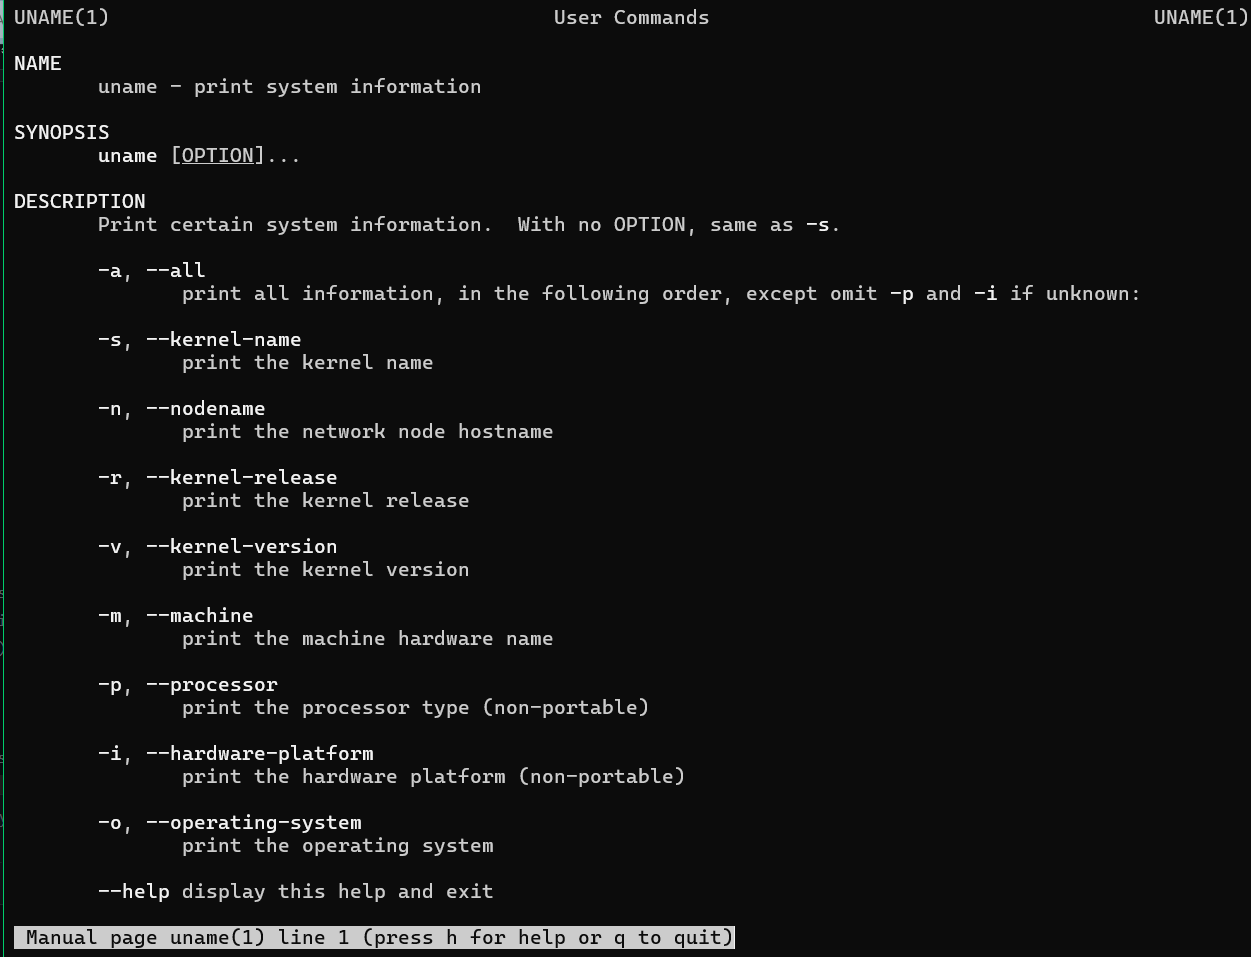 UNAME(1) User Commands UNAME(1)
NAME
uname - print system information
SYNOPSIS
uname [OPTION]...
DESCRIPTION
Print certain system information.  With no OPTION, same as -s.
-a, --all
print all information, in the following order, except omit -p and -i if unknown:
-s, --kernel-name
print the kernel name
-n, --nodename
print the network node hostname
-r, --kernel-release
print the kernel release
-v, --kernel-version
print the kernel version
-m, --machine
print the machine hardware name
-p, --processor
print the processor type (non-portable)
-i, --hardware-platform
print the hardware platform (non-portable)
-o, --operating-system
print the operating system
--help display this help and exit
Manual page uname(1) line 1 (press h for help or q to quit)